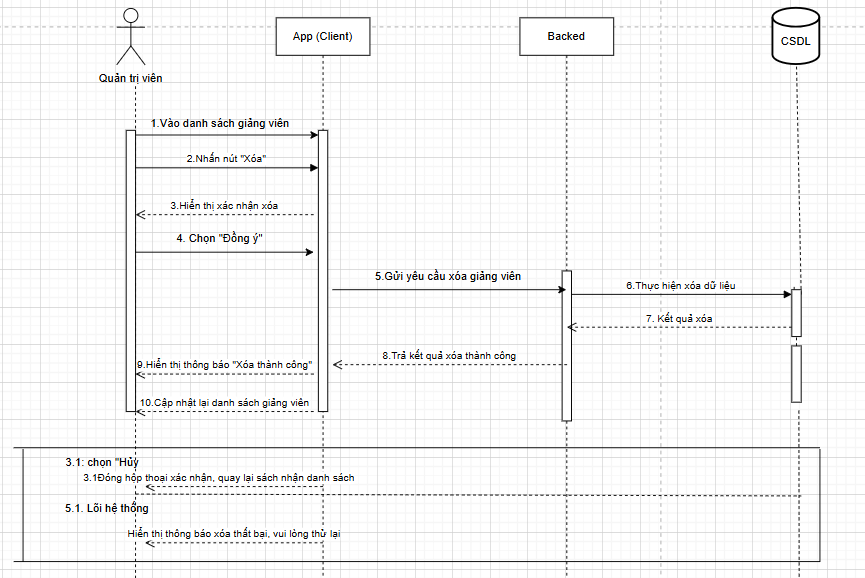 App (Client)
Backed
CSDL
Quản trị viên
1.Vào danh sách giảng viên
2.Nhấn nút "Xóa"
3.Hiển thị xác nhận xóa
4. Chọn "Đồng ý"
5.Gửi yêu cầu xóa giảng viên
6.Thực hiện xóa dữ liệu
7. Kết quả xóa
8.Trả kết quả xóa thành công
9.Hiển thị thông báo "Xóa thành công"
10.Cập nhật lại danh sách giảng viên
3.1: chọn "Hủy
3.1Đóng hộp thoại xác nhận, quay lại sách nhận danh sách
5.1. Lõi hệ thống
Hiển thị thông báo xóa thất bại, vui lòng thử lại